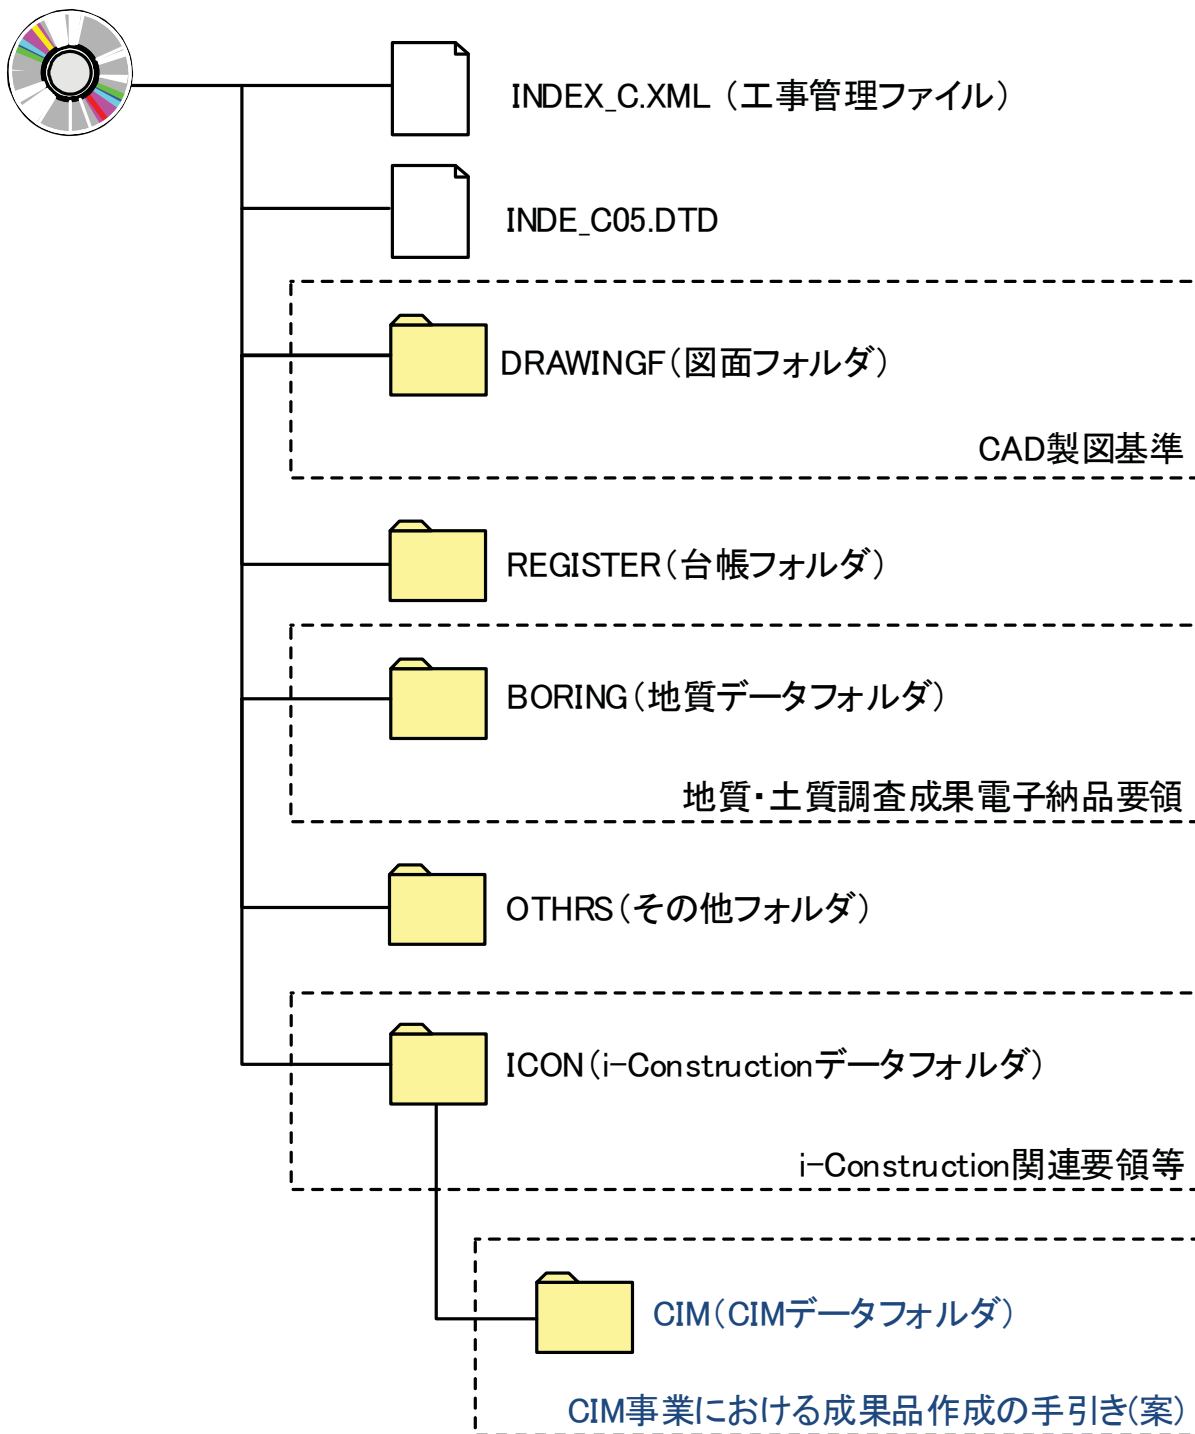 INDEX_C.XML（工事管理ファイル）
INDE_C05.DTD
DRAWINGF（図面フォルダ）
CAD製図基準
REGISTER（台帳フォルダ）
BORING（地質データフォルダ）
地質・土質調査成果電子納品要領
OTHRS（その他フォルダ）
ICON（i-Constructionデータフォルダ）
i-Construction関連要領等
CIM（CIMデータフォルダ）
CIM事業における成果品作成の手引き(案)